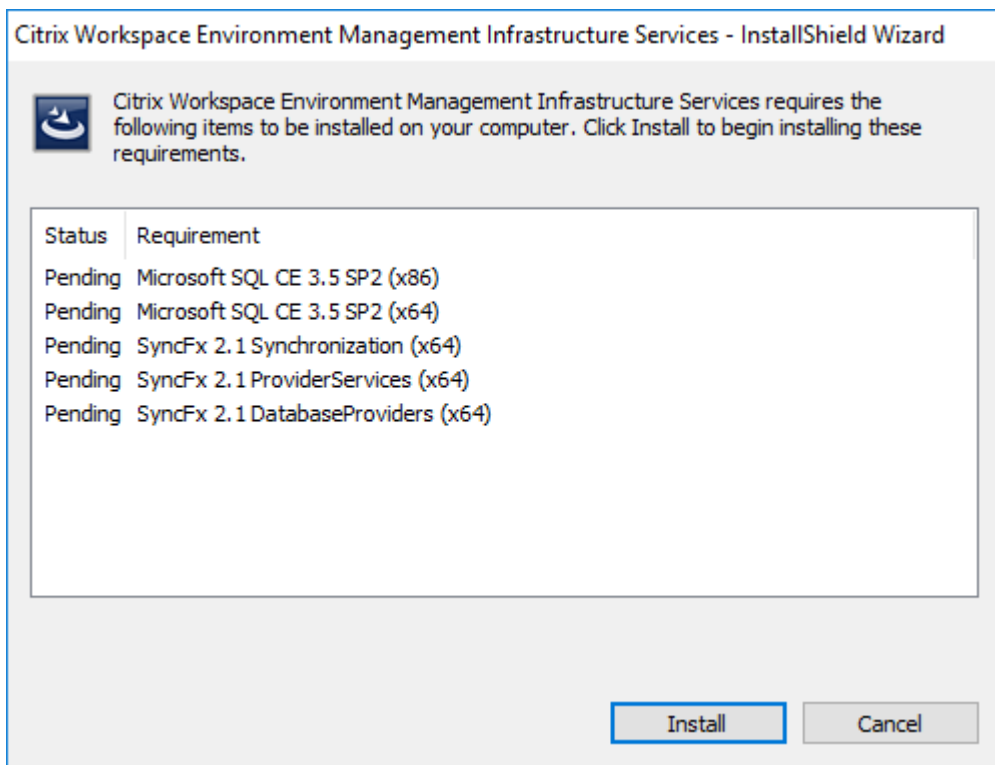 Citrix Workspace Environment Management Infrastructure Services - InstallShield Wizard
Citrix Workspace Environment Management Infrastructure Services requires the
following items to be installed on your computer. Click Install to begin installing these
requirements.
Status Requirement
Pending Microsoft SQL CE 3.5 SP2 (x86)
Pending Microsoft SQL CE 3.5 SP2 (x64)
Pending SyncFx 2.1 Synchronization (x64)
Pending SyncFx 2.1 ProviderServices (x64)
Pending SyncFx 2.1 DatabaseProviders (x64)
Install Cancel